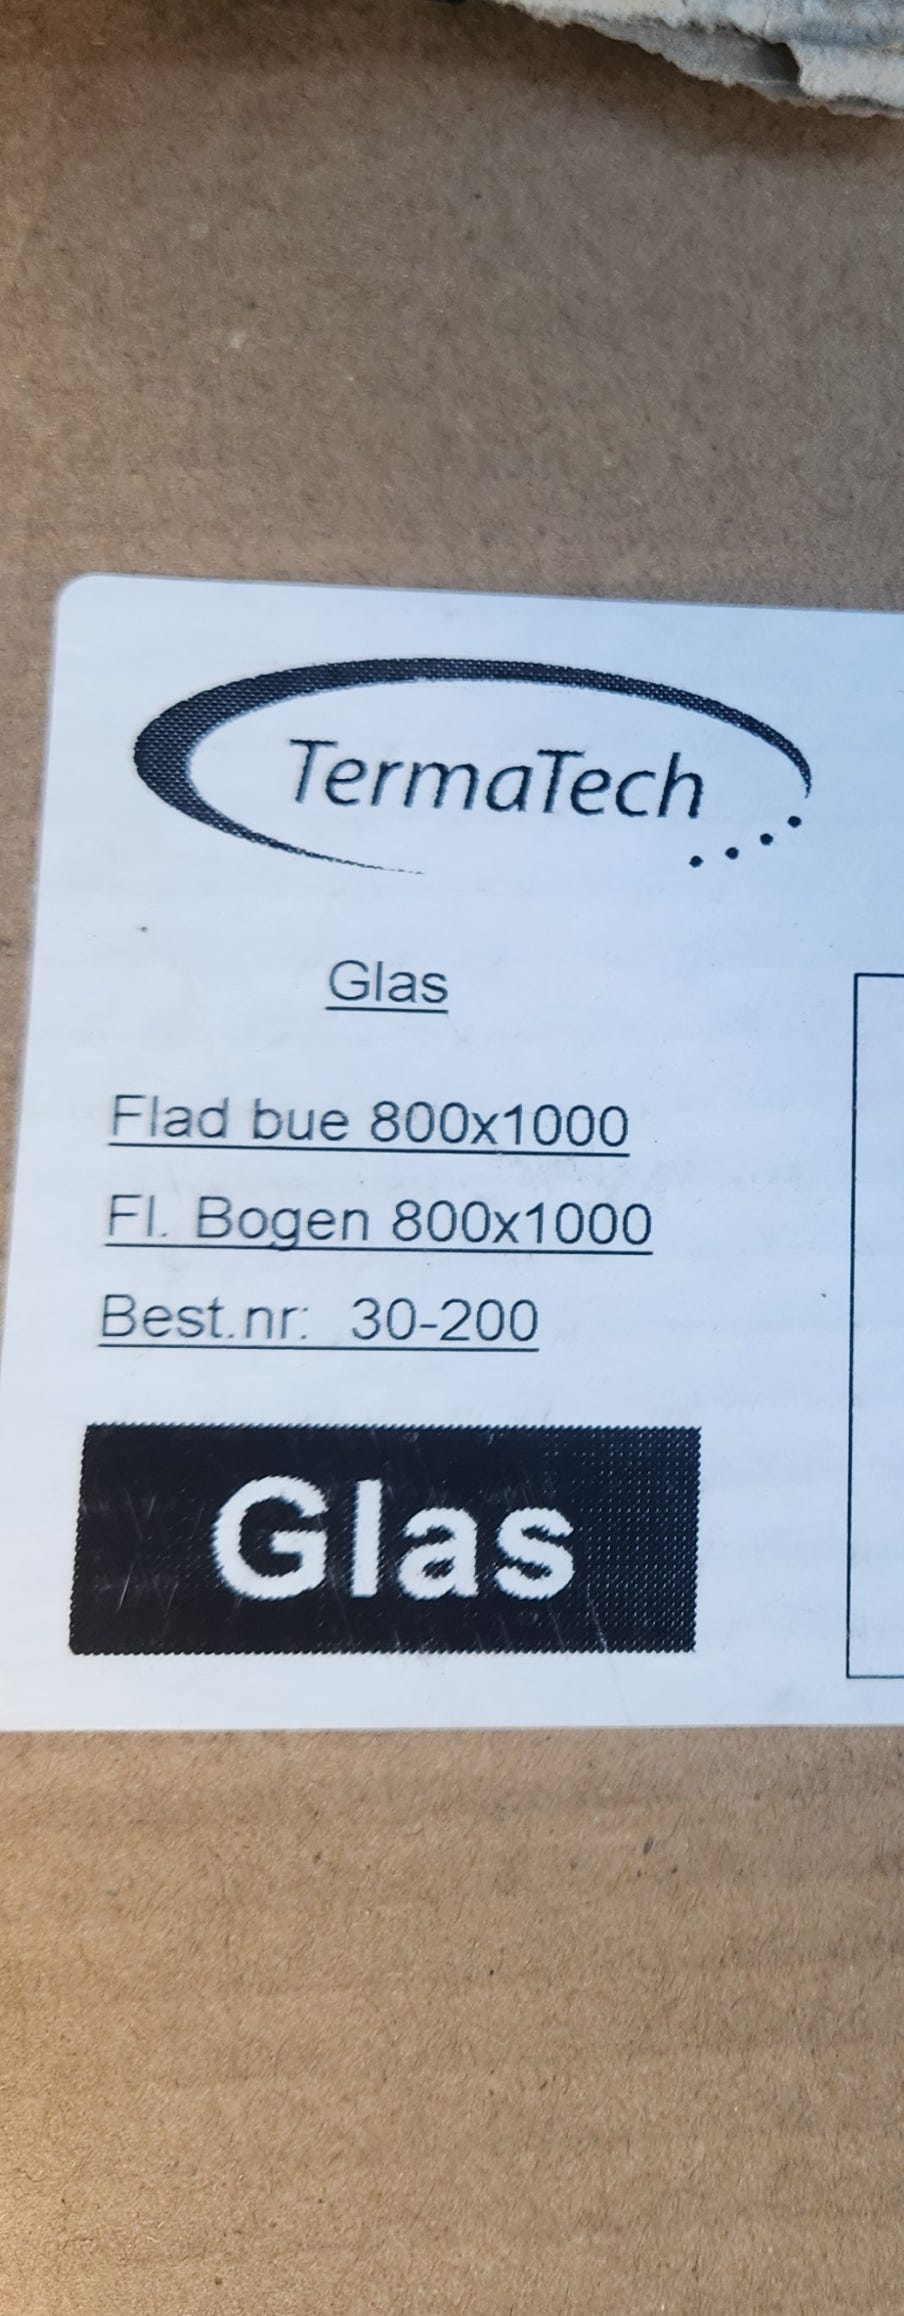 TermaTech
Glas
Flad bue 800x1000
Fl. Bogen 800x1000
Best.nr: 30-200
Glas